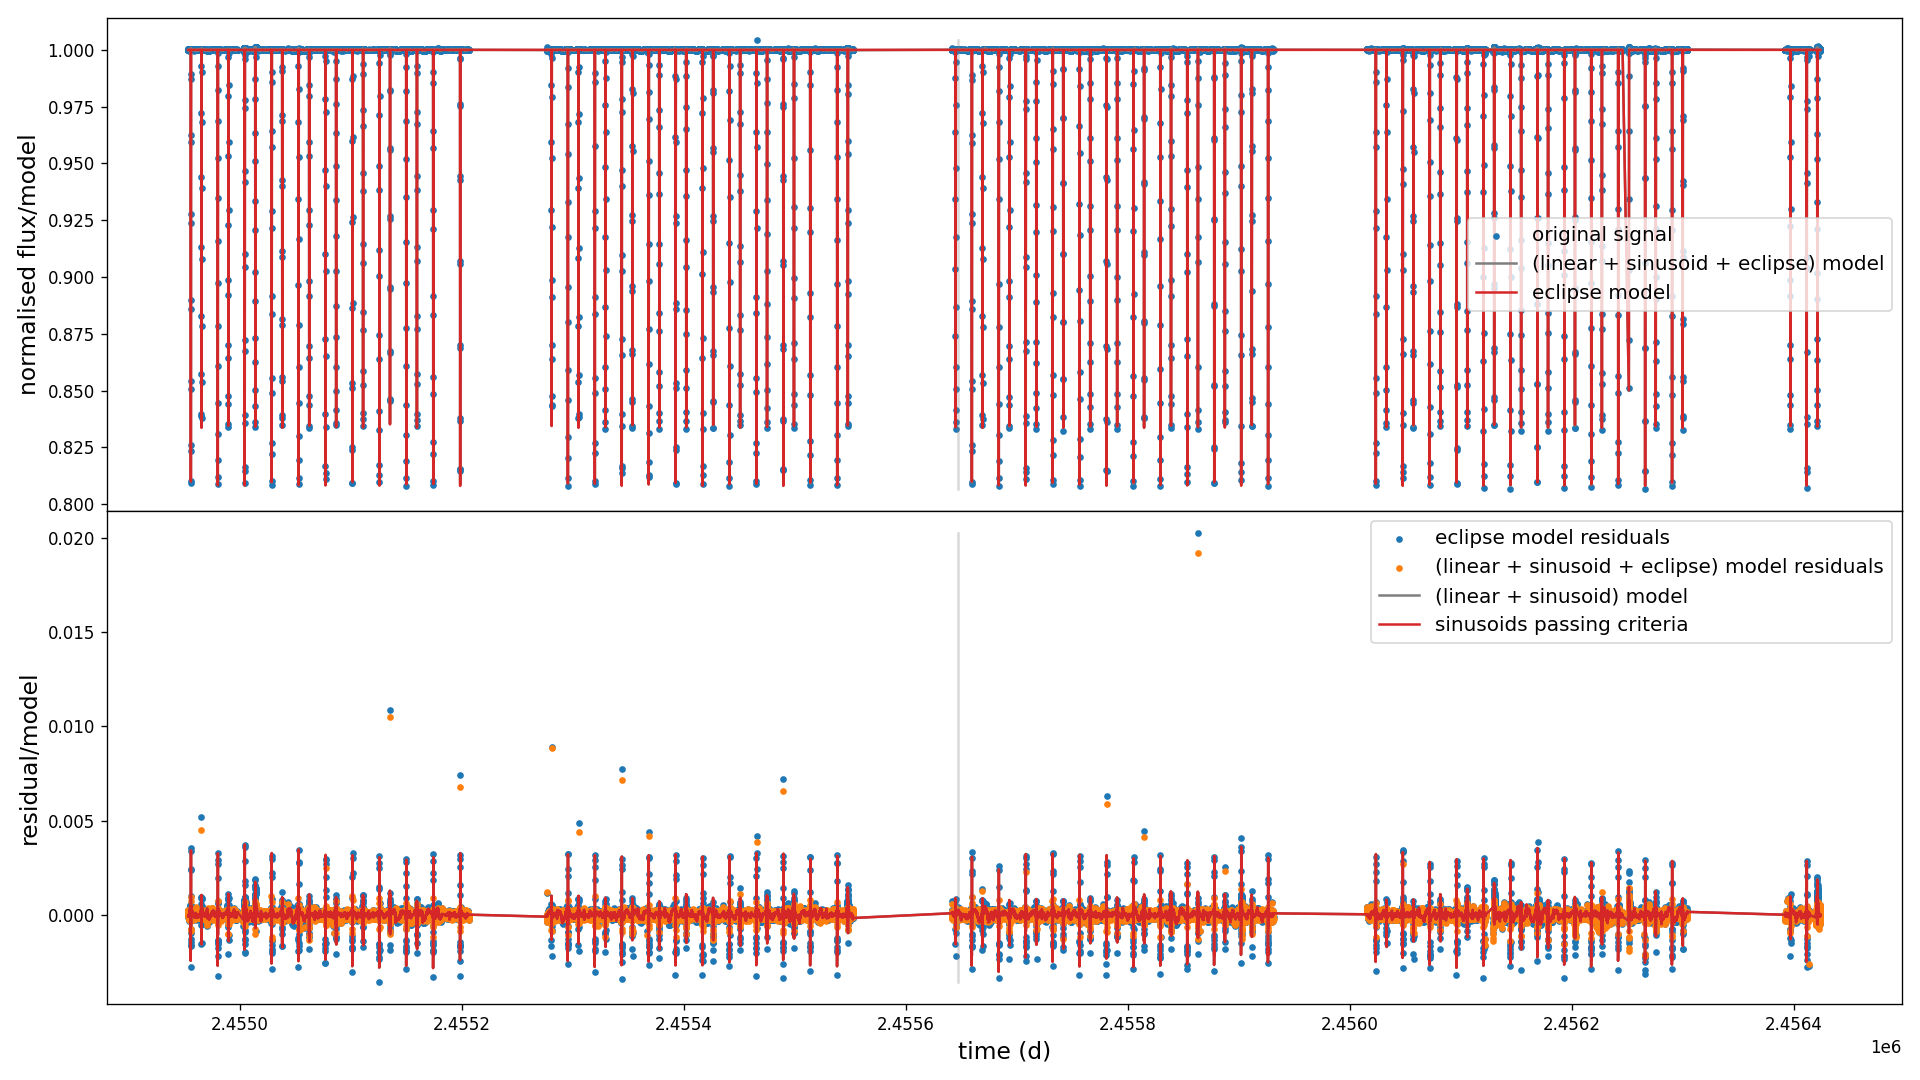 1.000
0.975
0.950
0.925
0.900
0.875
0.850
0.825
0.800
normalised flux/model
original signal
(linear + sinusoid + eclipse) model
eclipse model
0.020
0.015
0.010
0.005
0.000
residual/model
eclipse model residuals
(linear + sinusoid + eclipse) model residuals
(linear + sinusoid) model
sinusoids passing criteria
2.4550 2.4552 2.4554 2.4556 2.4558 2.4560 2.4562 2.4564
time (d)
1e6